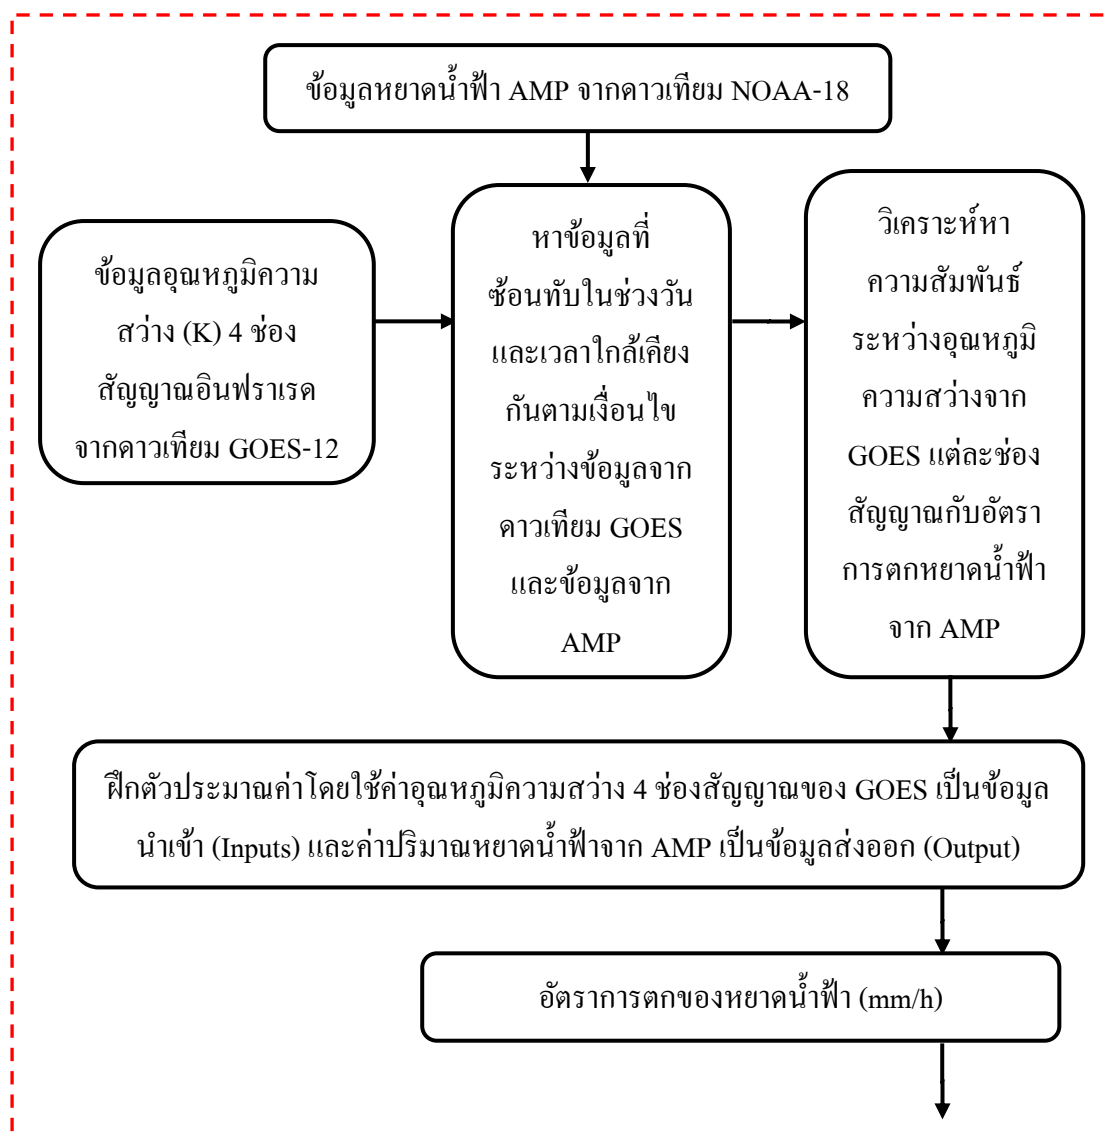 ข้อมูลหยาดน้ำฟ้า AMP จากดาวเทียม NOAA-18
ข้อมูลอุณหภูมิความ
สว่าง (K) 4 ช่อง
สัญญาณอินฟราเรด
จากดาวเทียม GOES-12
หาข้อมูลที่
ซ้อนทับในช่วงวัน
และเวลาใกล้เคียง
กันตามเงื่อนไข
ระหว่างข้อมูลจาก
ดาวเทียม GOES
และข้อมูลจาก
AMP
วิเคราะห์หา
ความสัมพันธ์
ระหว่างอุณหภูมิ
ความสว่างจาก
GOES แต่ละช่อง
สัญญาณกับอัตรา
การตกหยาดน้ำฟ้า
จาก AMP
ฝึกตัวประมาณค่าโดยใช้ค่าอุณหภูมิความสว่าง 4 ช่องสัญญาณของ GOES เป็นข้อมูล
นำเข้า (Inputs) และค่าปริมาณหยาดน้ำฟ้าจาก AMP เป็นข้อมูลส่งออก (Output)
อัตราการตกของหยาดน้ำฟ้า (mm/h)